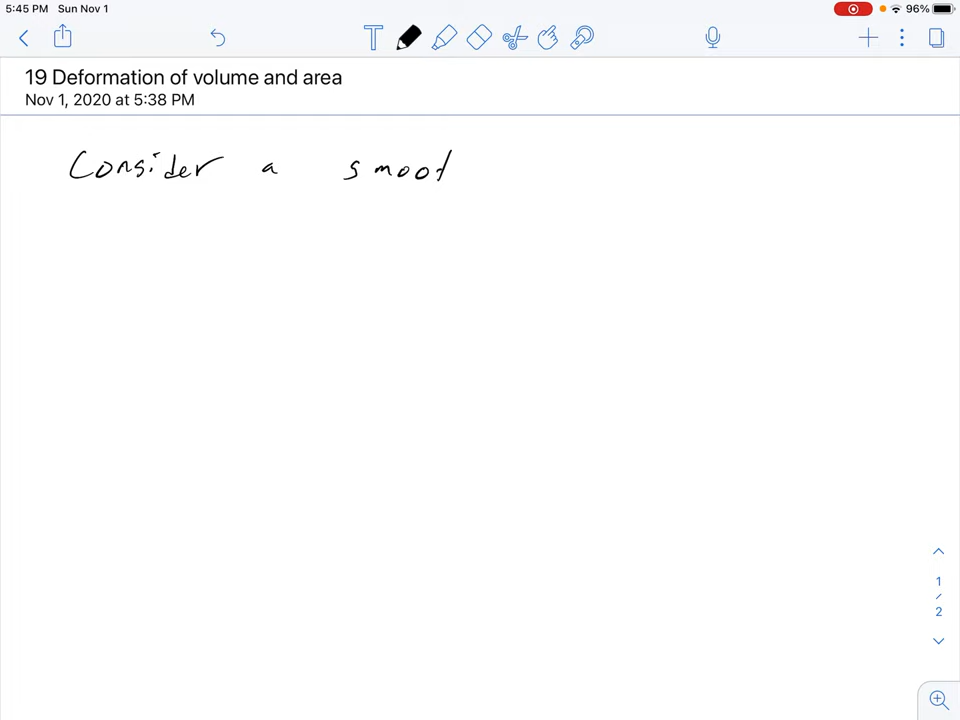 5:45 PM Sun Nov 1
96%
19 Deformation of volume and area
Nov 1, 2020 at 5:38 PM
Consider a smoot
1
/
2